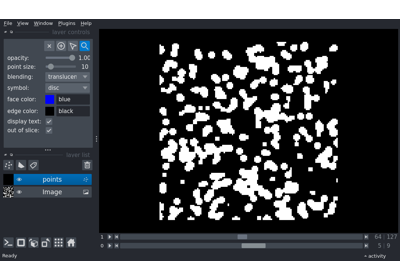 File View Window Plugins Help
layer controls
opacity: 1.00
point size: 10
blending: translucen
symbol: disc
face color: blue
edge color: black
display text:
out of slice:
layer list
points
Image
1 64 127
0 5 9
Ready activity